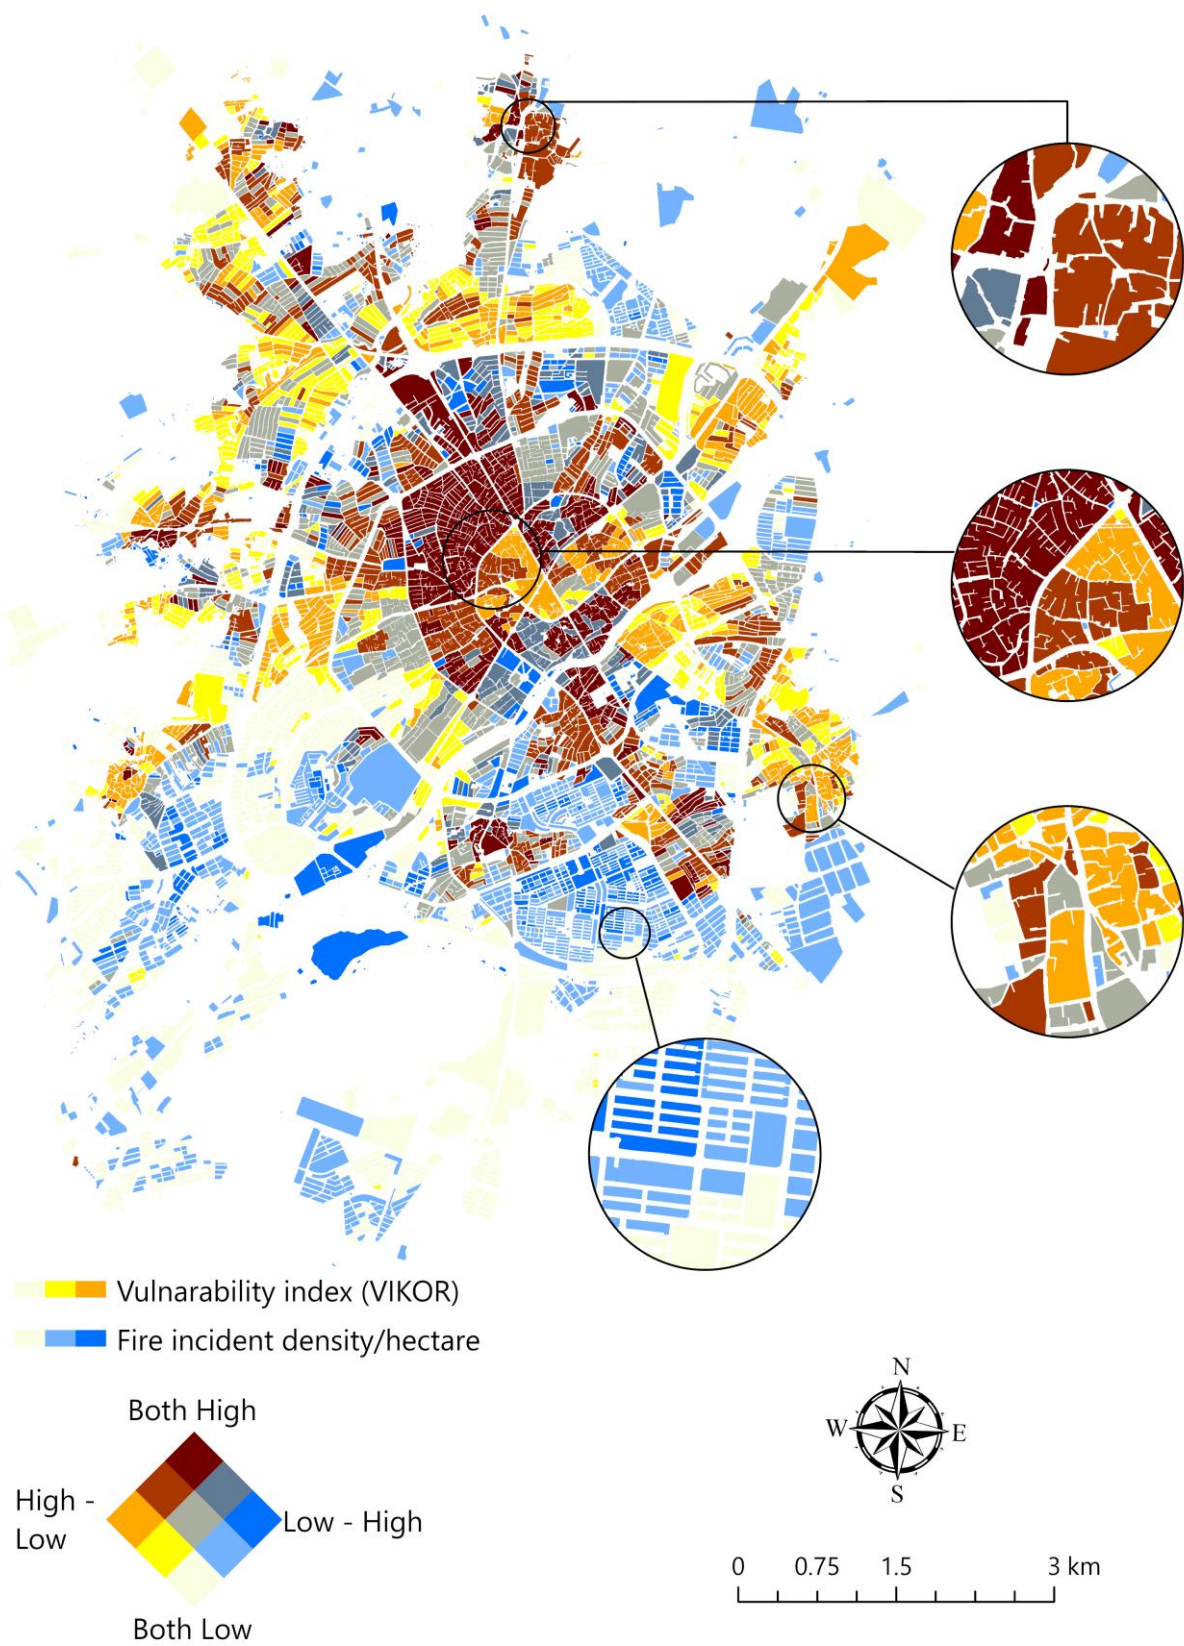 Vulnarability index (VIKOR)
Fire incident density/hectare
Both High
High -
Low
Low - High
Both Low
N
W
E
S
0 0.75 1.5 3 km